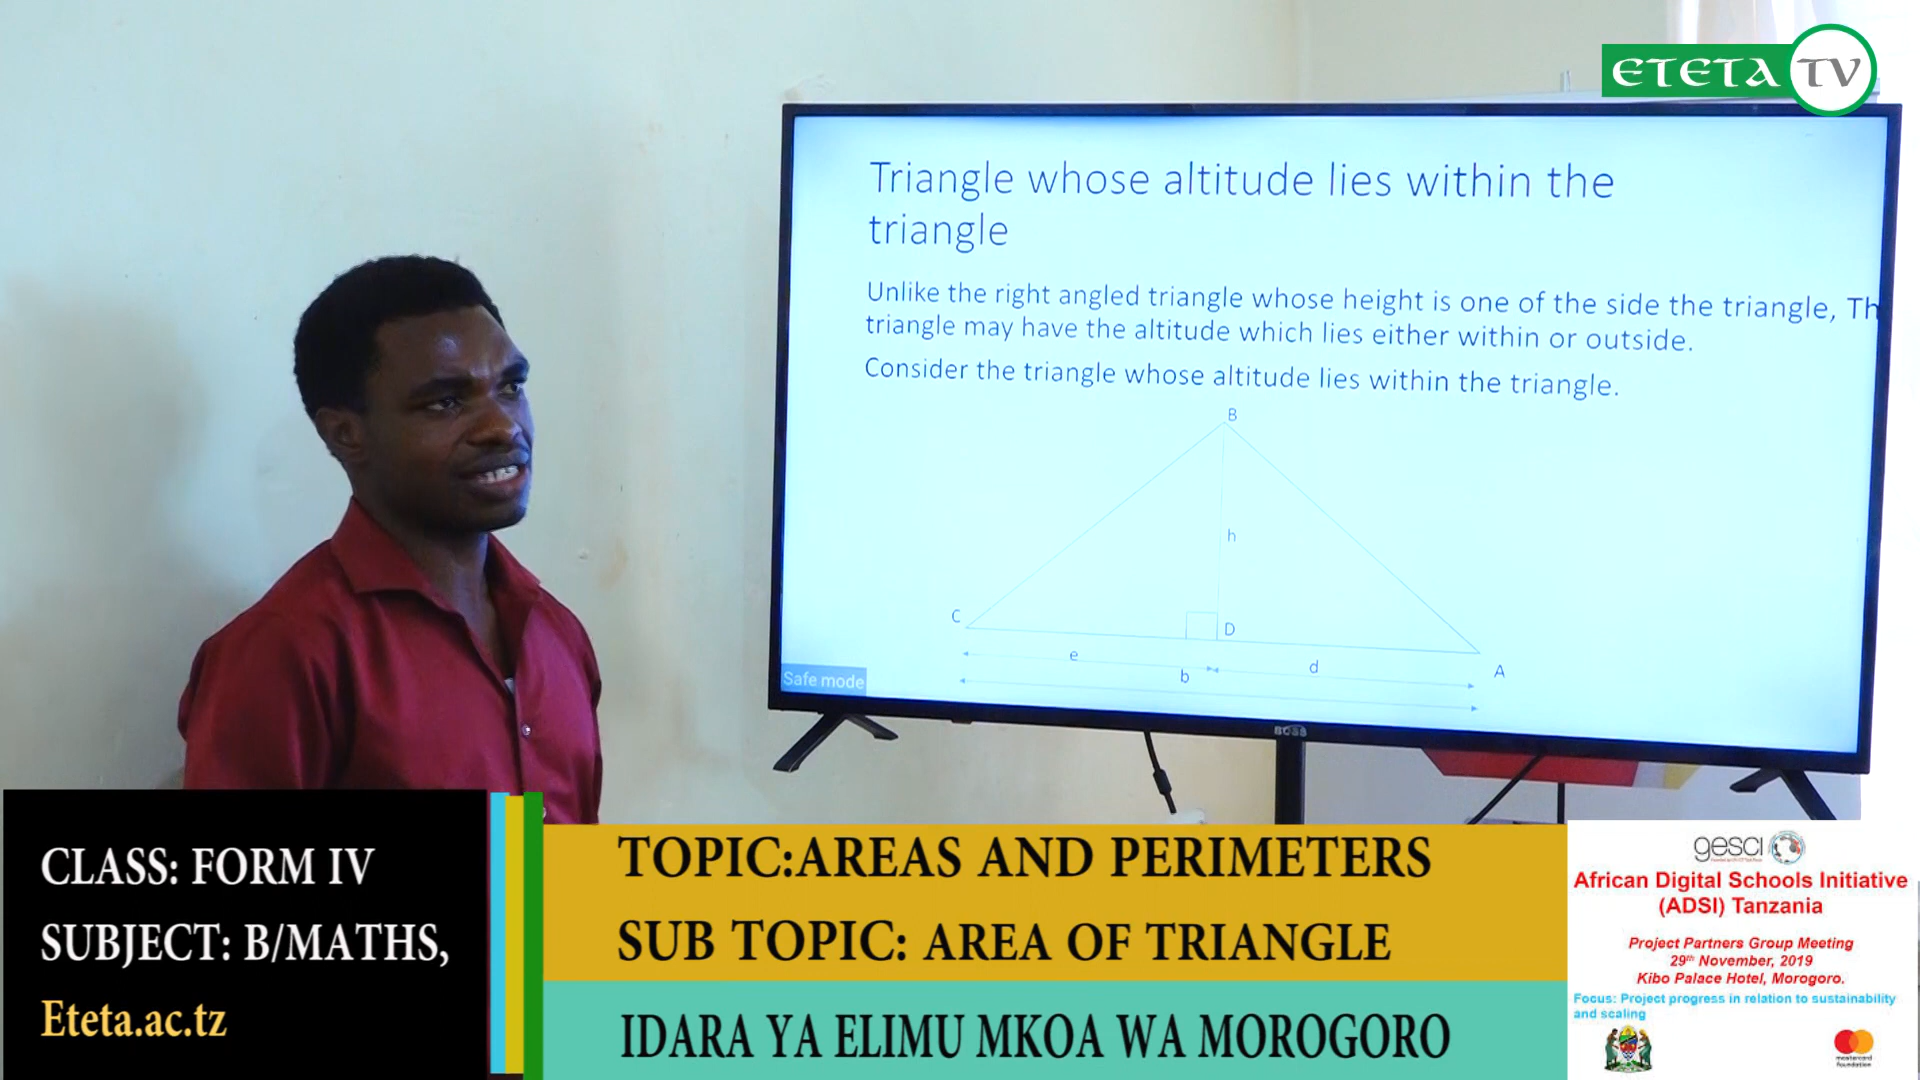 ETETA TV
Triangle whose altitude lies within the
triangle
Unlike the right angled triangle whose height is one of the side the triangle, Th
triangle may have the altitude which lies either within or outside.
Consider the triangle whose altitude lies within the triangle.
B
h
C
D
e
d
A
b
Safe mode
BOSS
CLASS: FORM IV
SUBJECT: B/MATHS,
Eteta.ac.tz
TOPIC:AREAS AND PERIMETERS
SUB TOPIC: AREA OF TRIANGLE
IDARA YA ELIMU MKOA WA MOROGORO
gesci
African Digital Schools Initiative
(ADSI) Tanzania
Project Partners Group Meeting
29th November, 2019
Kibo Palace Hotel, Morogoro.
Focus: Project progress in relation to sustainability
and scaling
mastercard
foundation